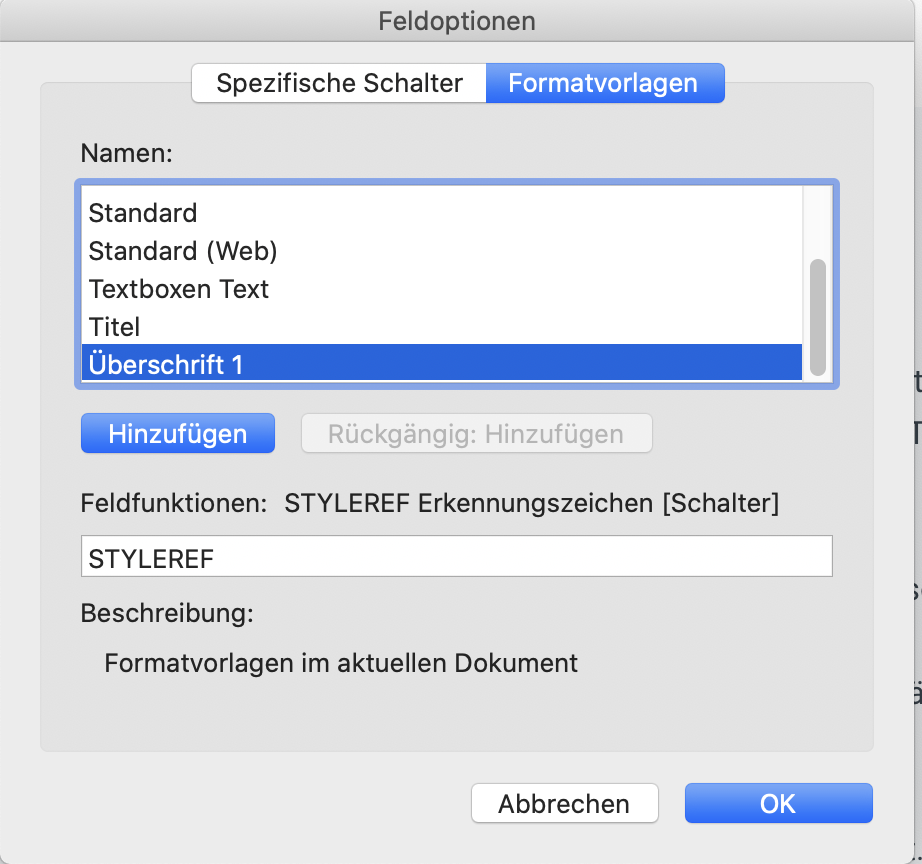 Feldoptionen
Spezifische Schalter Formatvorlagen
Namen:
Standard
Standard (Web)
Textboxen Text
Titel
Überschrift 1
Hinzufügen Rückgängig: Hinzufügen
Feldfunktionen: STYLEREF Erkennungszeichen [Schalter]
STYLEREF
Beschreibung:
Formatvorlagen im aktuellen Dokument
Abbrechen OK